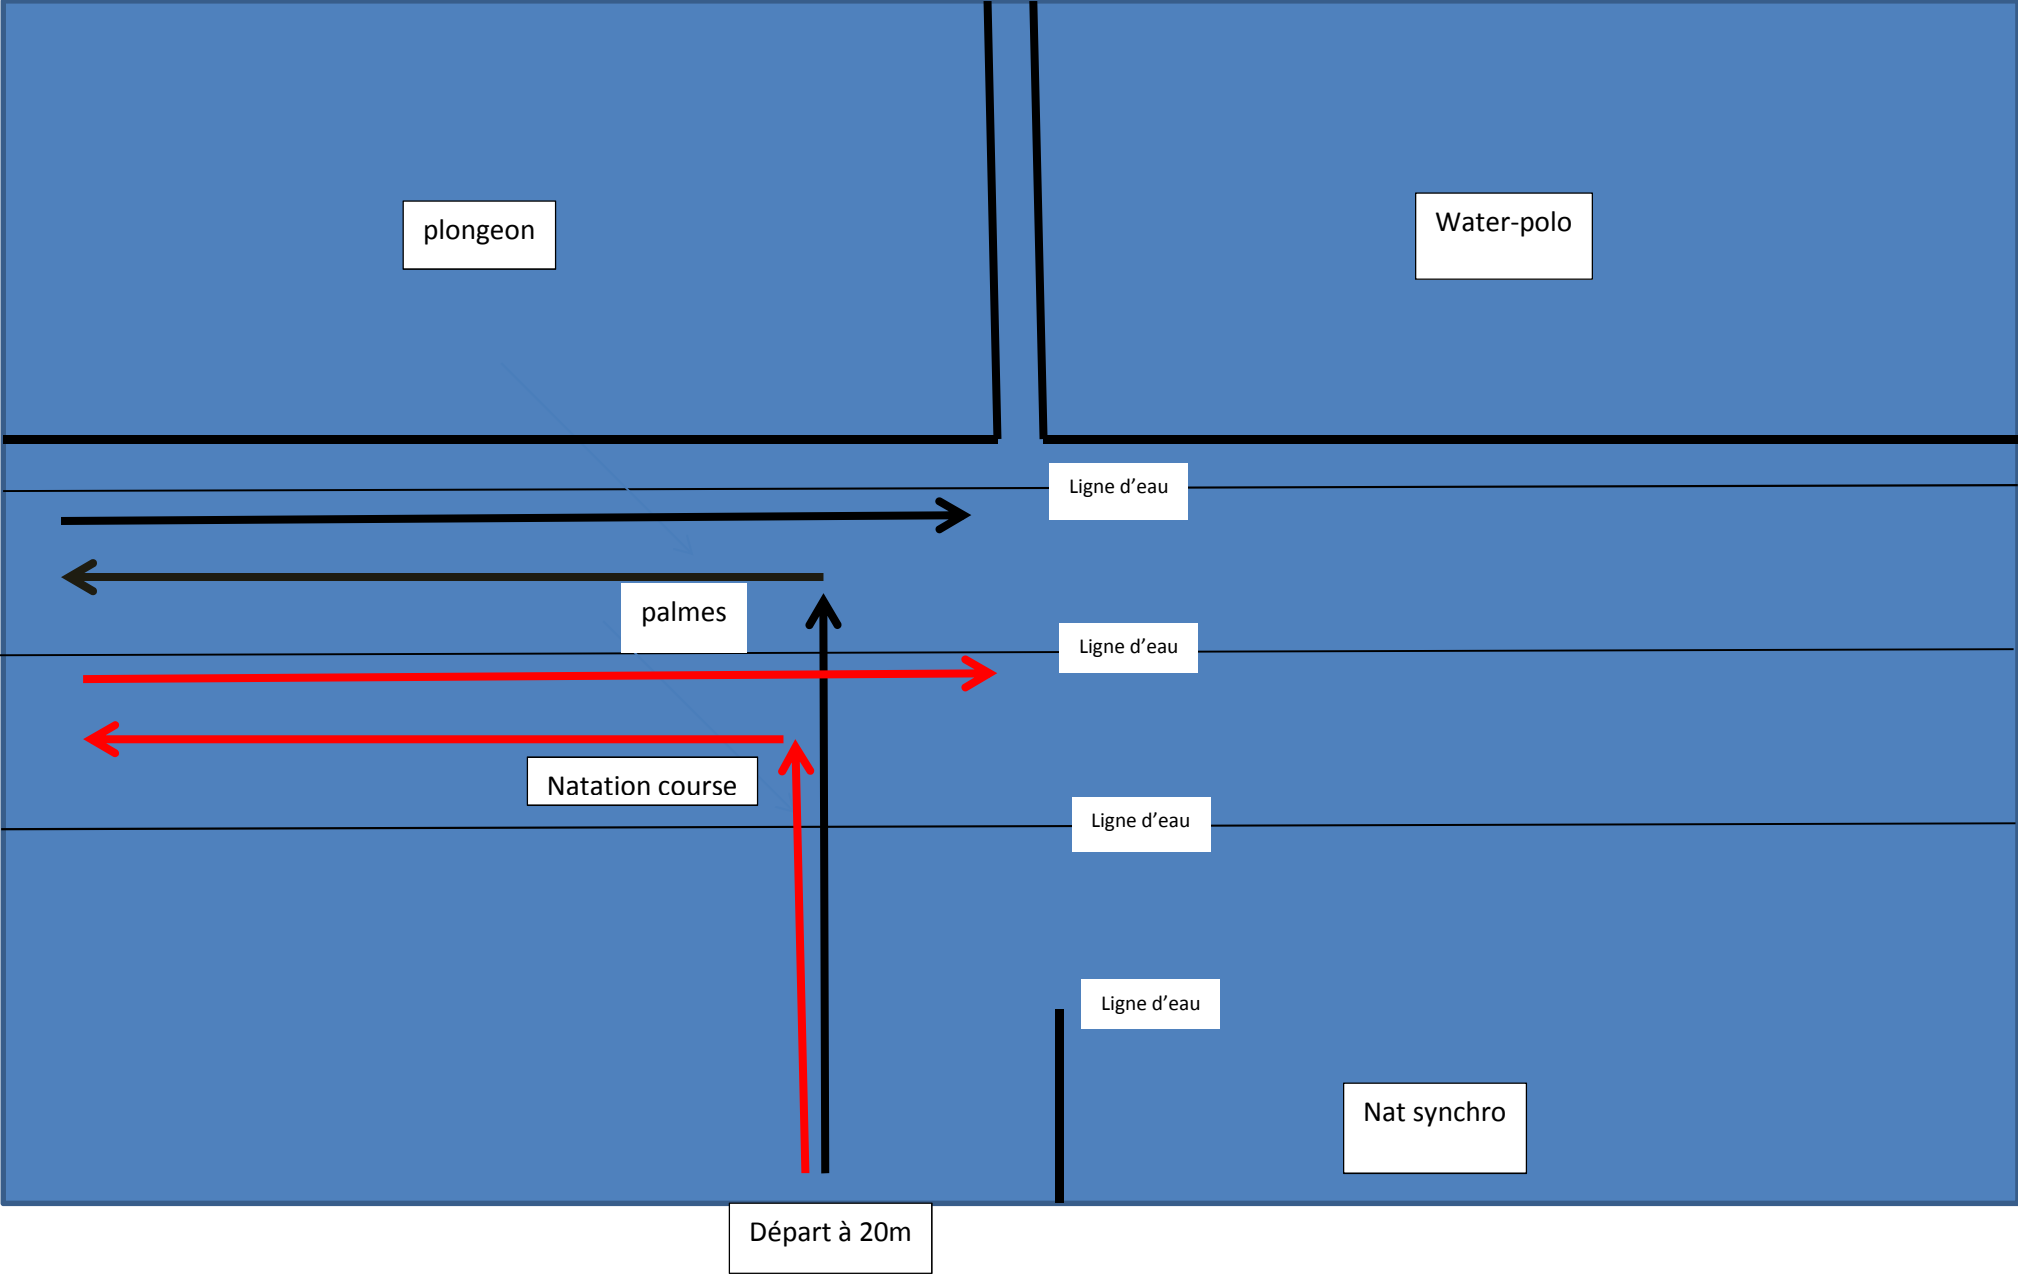 plongeon
Water-polo
Ligne d’eau
palmes
Ligne d’eau
Natation course
Ligne d’eau
Ligne d’eau
Nat synchro
Départ à 20m